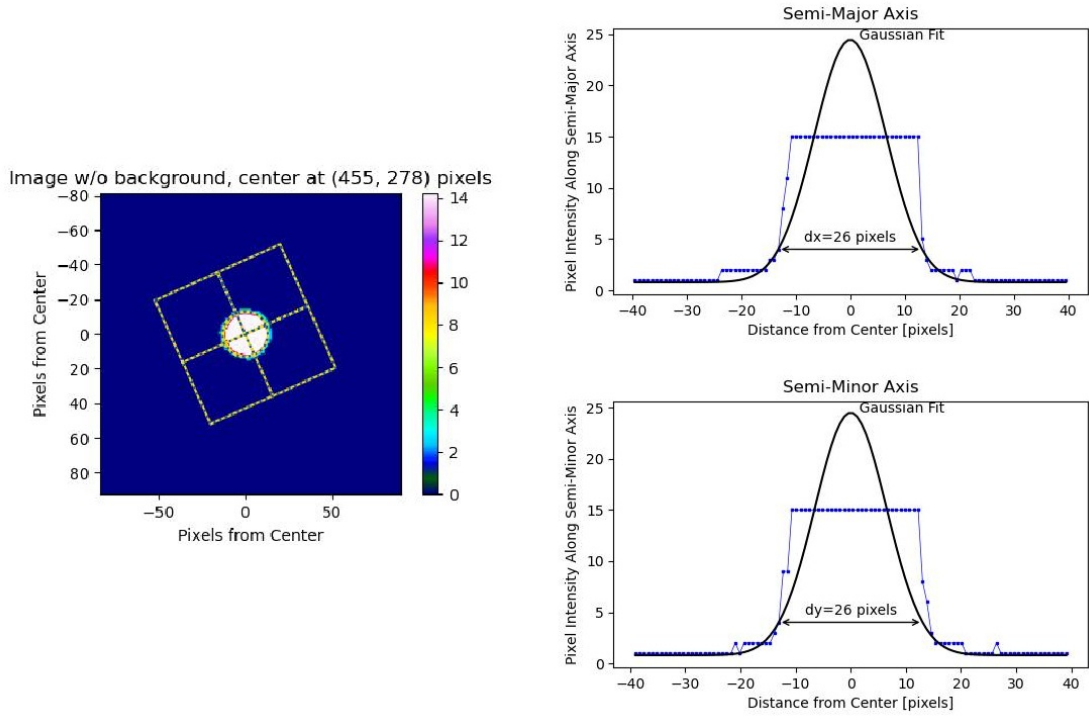 Image w/o background, center at (455, 278) pixels
Pixels from Center
−80
−60
−40
−20
0
20
40
60
80
−50
0
50
Pixels from Center
14
12
10
8
6
4
2
0
Semi-Major Axis
Gaussian Fit
Pixel Intensity Along Semi-Major Axis
25
20
15
10
5
0
dx=26 pixels
−40 −30 −20 −10 0 10 20 30 40
Distance from Center [pixels]
Semi-Minor Axis
Gaussian Fit
Pixel Intensity Along Semi-Minor Axis
25
20
15
10
5
0
dy=26 pixels
−40 −30 −20 −10 0 10 20 30 40
Distance from Center [pixels]